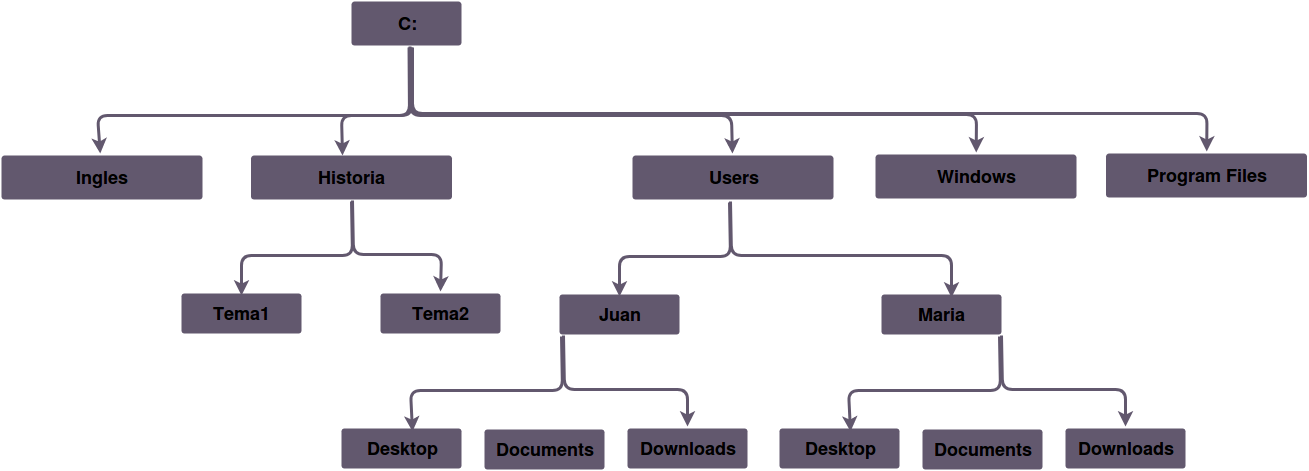 C:
Ingles
Historia
Users
Windows
Program Files
Tema1
Tema2
Juan
Maria
Desktop
Documents
Downloads
Desktop
Documents
Downloads